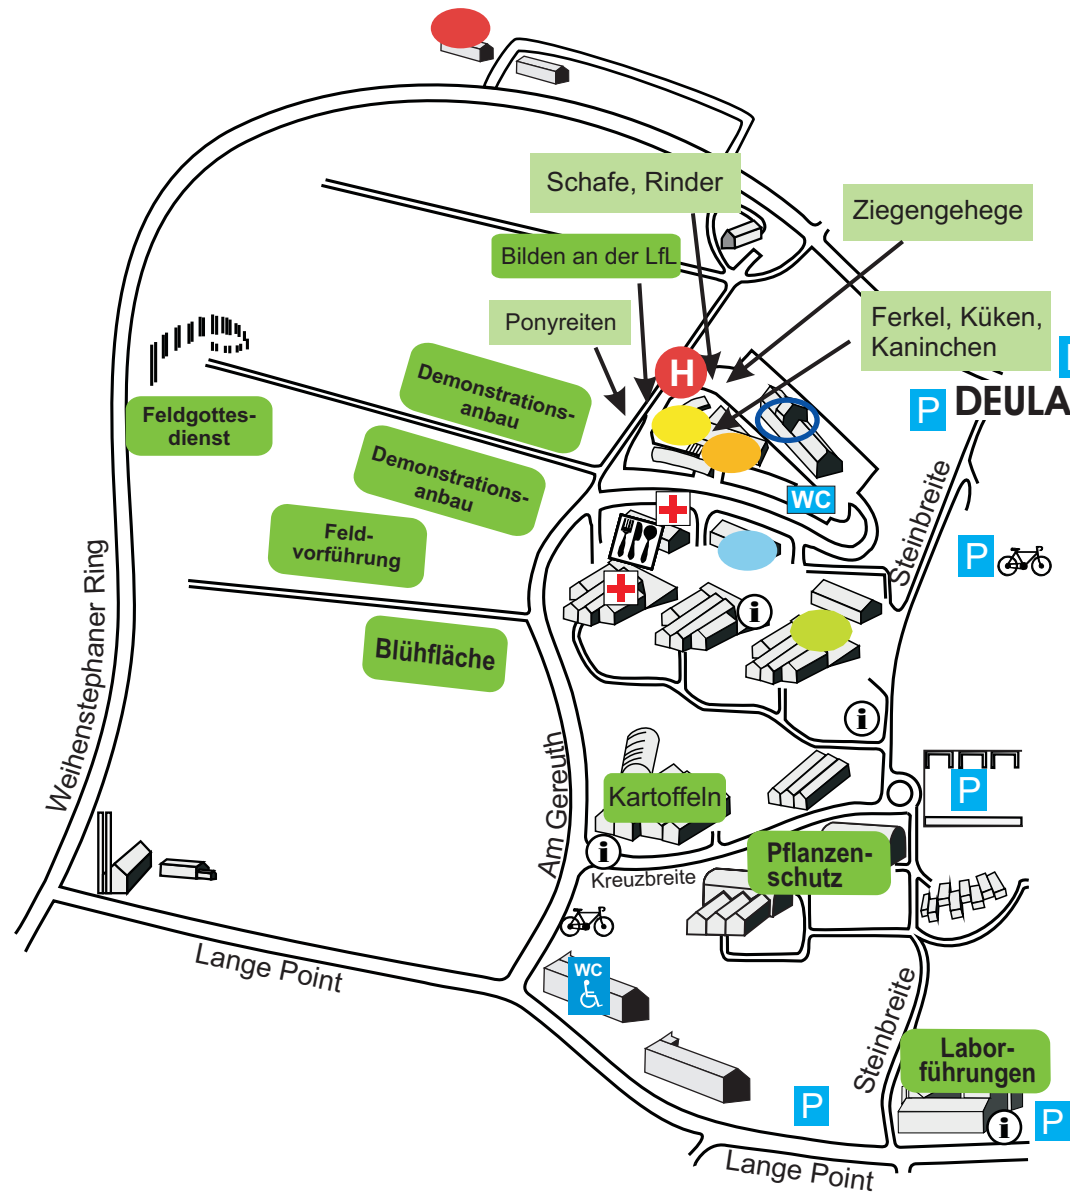 Schafe, Rinder
Ziegengehege
Bilden an der LfL
Ponyreiten
Ferkel, Küken,
Kaninchen
H
P
DEULA
Demonstrations-
anbau
Feldgottes-
dienst
Demonstrations-
anbau
WC
Feld-
vorführung
Steinbreite
P
i
Blühfläche
Weihenstephaner Ring
i
Am Gereuth
P
Kartoffeln
i
Kreuzbreite
Pflanzen-
schutz
Lange Point
WC
Steinbreite
Labor-
führungen
P
i
P
Lange Point